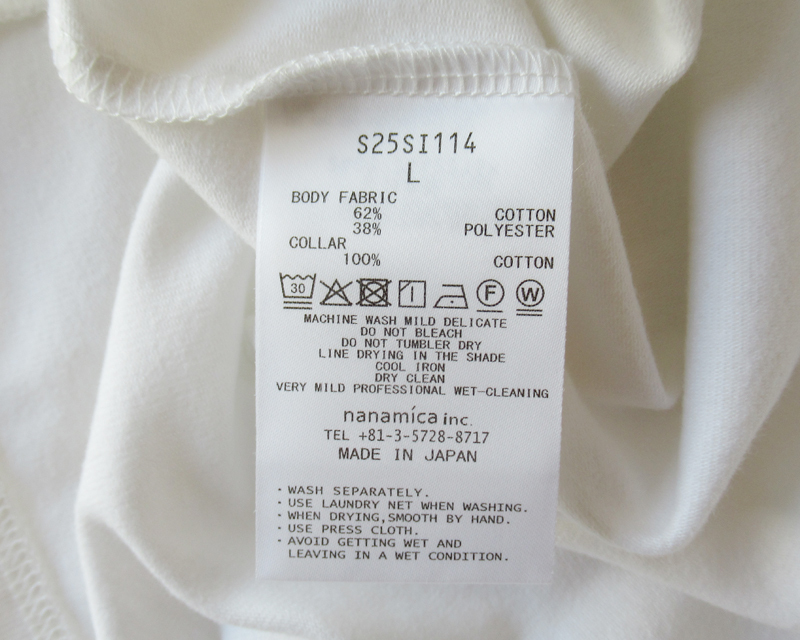 S25SI114
L
BODY FABRIC
62% COTTON
38% POLYESTER
COLLAR
100% COTTON
30 F W
MACHINE WASH MILD DELICATE
DO NOT BLEACH
DO NOT TUMBLE DRY
LINE DRYING IN THE SHADE
COOL IRON
DRY CLEAN
VERY MILD PROFESSIONAL WET-CLEANING
nanamica inc.
TEL +81-3-5728-8717
MADE IN JAPAN
・WASH SEPARATELY.
・USE LAUNDRY NET WHEN WASHING.
・WHEN DRYING,SMOOTH BY HAND.
・USE PRESS CLOTH.
・AVOID GETTING WET AND
LEAVING IN A WET CONDITION.